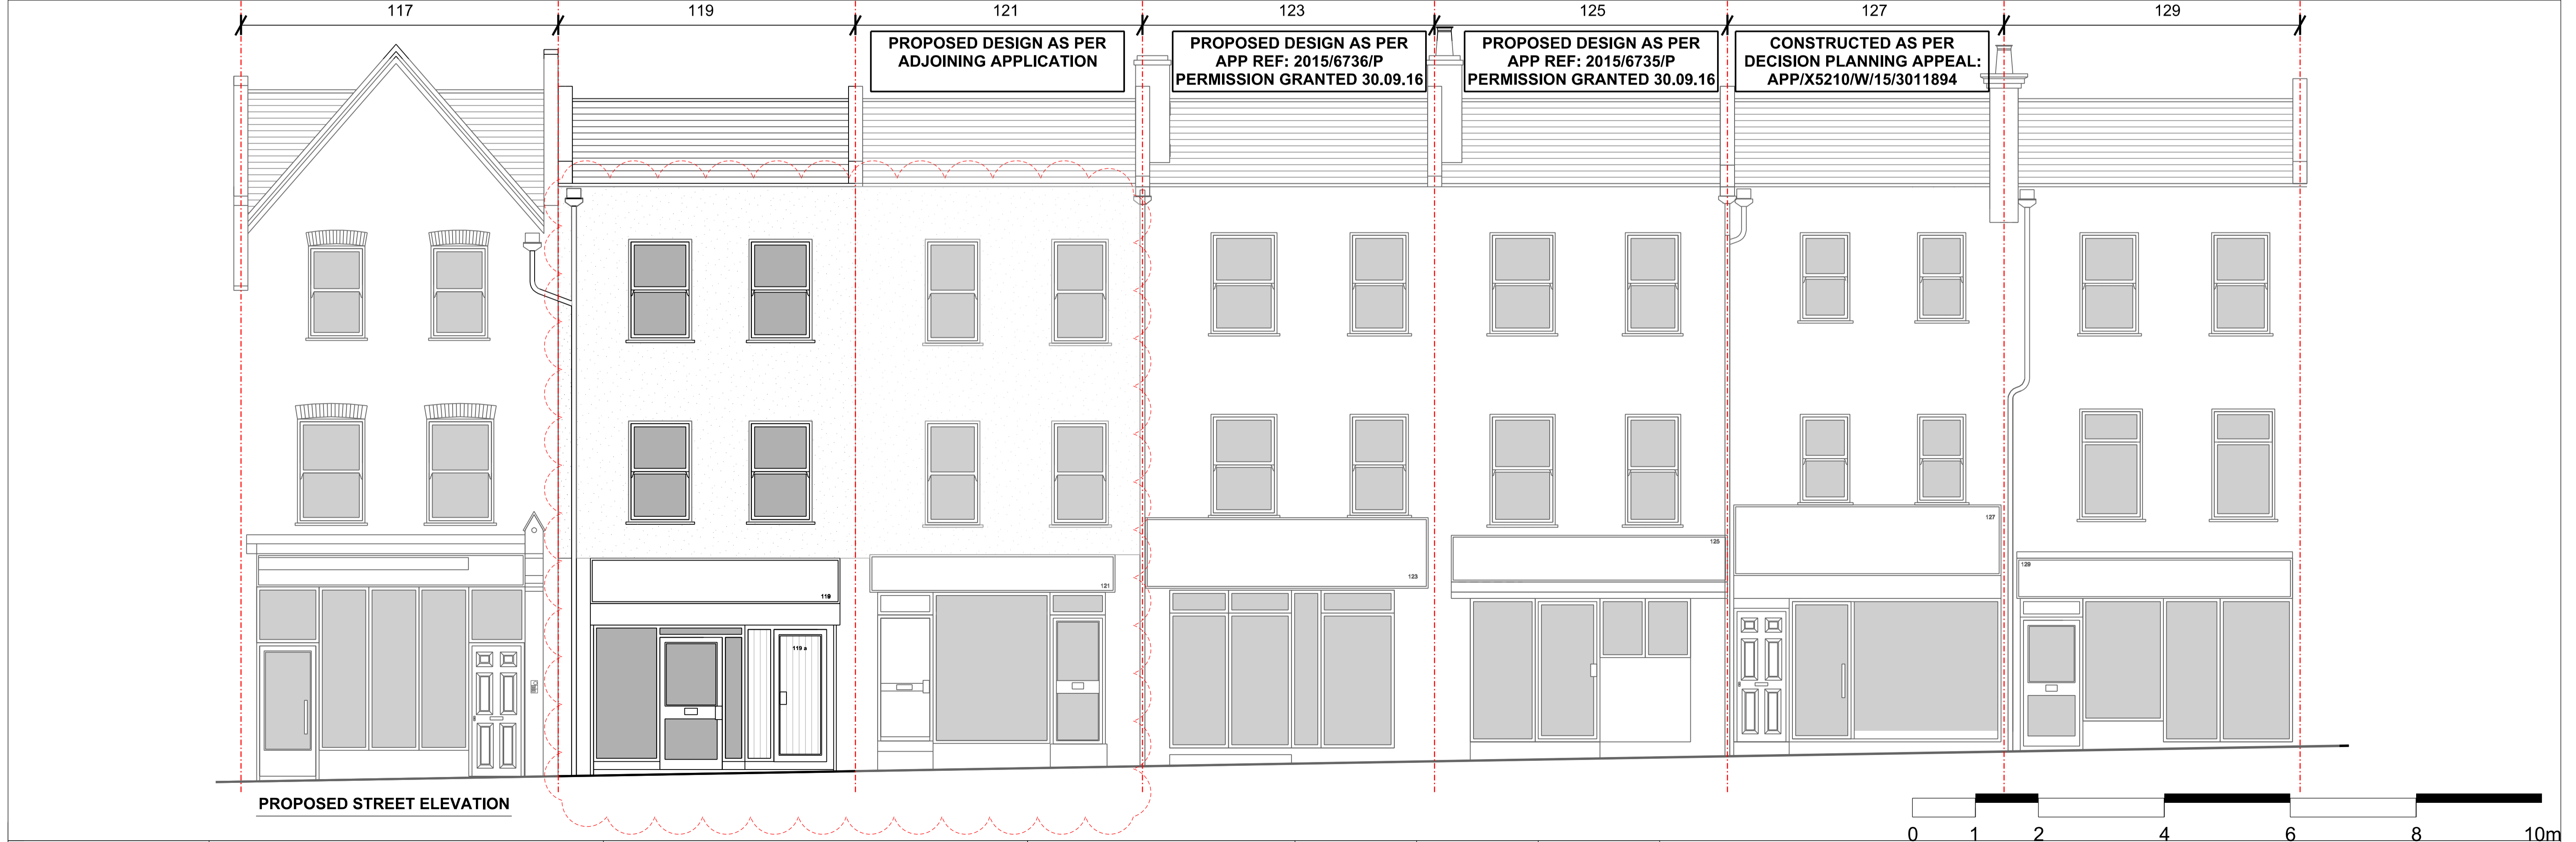 117 119 121 123 125 127 129
PROPOSED DESIGN AS PER
ADJOINING APPLICATION
PROPOSED DESIGN AS PER
APP REF: 2015/6736/P
PERMISSION GRANTED 30.09.16
PROPOSED DESIGN AS PER
APP REF: 2015/6735/P
PERMISSION GRANTED 30.09.16
CONSTRUCTED AS PER
DECISION PLANNING APPEAL:
APP/X5210/W/15/3011894
119
119 a
121
123
125
127
129
PROPOSED STREET ELEVATION
0 1 2 4 6 8 10m